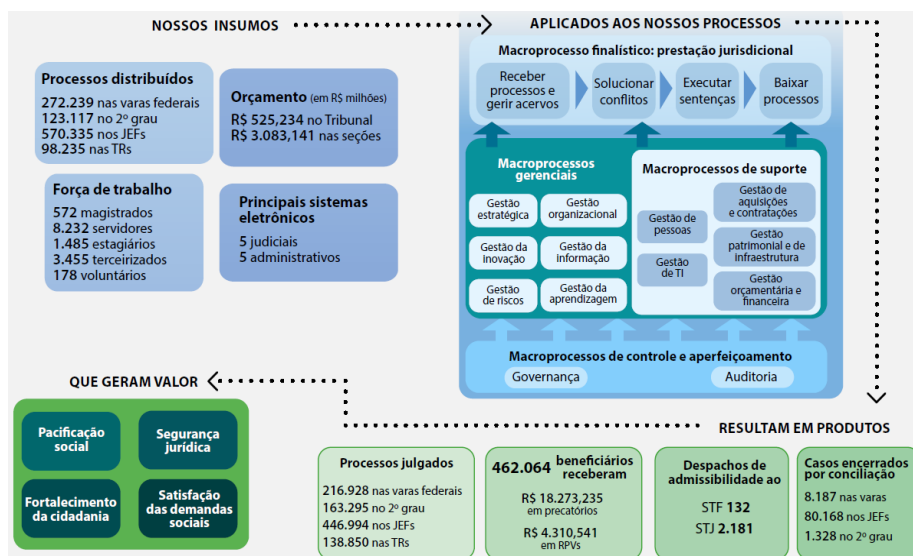 NOSSOS INSUMOS
Processos distribuídos
272.239 nas varas federais
123.117 no 2º grau
570.335 nos JEFs
98.235 nas TRs
Orçamento (em R$ milhões)
R$ 525,234 no Tribunal
R$ 3.083,141 nas seções
Força de trabalho
572 magistrados
8.232 servidores
1.485 estagiários
3.455 terceirizados
178 voluntários
Principais sistemas
eletrônicos
5 judiciais
5 administrativos
APLICADOS AOS NOSSOS PROCESSOS
Macroprocesso finalístico: prestação jurisdicional
Receber
processos e
gerir acervos
Solucionar
conflitos
Executar
sentenças
Baixar
processos
Macroprocessos
gerenciais
Gestão
estratégica
Gestão
organizacional
Gestão da
inovação
Gestão da
informação
Gestão
de riscos
Gestão da
aprendizagem
Macroprocessos de suporte
Gestão de
pessoas
Gestão
de TI
Gestão de
aquisições
e contratações
Gestão
patrimonial e de
infraestrutura
Gestão
orçamentária e
financeira
Macroprocessos de controle e aperfeiçoamento
Governança
Auditoria
RESULTAM EM PRODUTOS
Processos julgados
216.928 nas varas federais
163.295 no 2º grau
446.994 nos JEFs
138.850 nas TRs
462.064 beneficiários
receberam
R$ 18.273,235
em precatórios
R$ 4.310,541
em RPVs
Despachos de
admissibilidade ao
STF 132
STJ 2.181
Casos encerrados
por conciliação
8.187 nas varas
80.168 nos JEFs
1.328 no 2º grau
QUE GERAM VALOR
Pacificação
social
Segurança
jurídica
Fortalecimento
da cidadania
Satisfação
das demandas
sociais